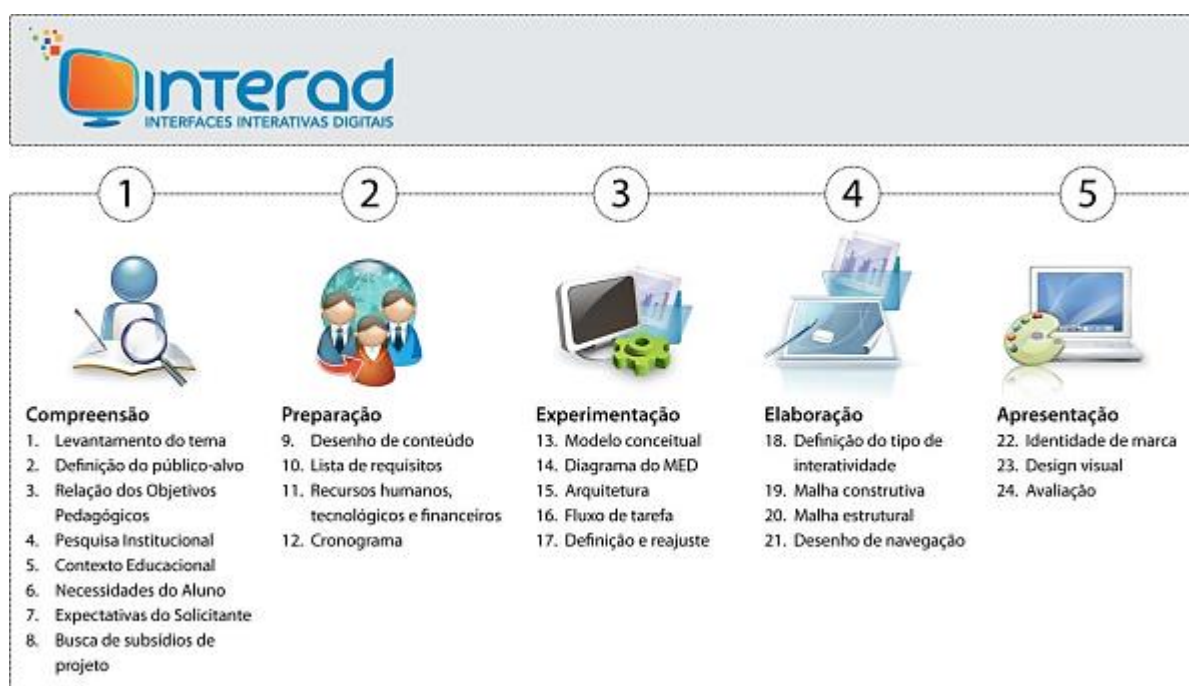 interad
INTERFACES INTERATIVAS DIGITAIS
1
2
3
4
5
Compreensão
1. Levantamento do tema
2. Definição do público-alvo
3. Relação dos Objetivos
Pedagógicos
4. Pesquisa Institucional
5. Contexto Educacional
6. Necessidades do Aluno
7. Expectativas do Solicitante
8. Busca de subsídios de
projeto
Preparação
9. Desenho de conteúdo
10. Lista de requisitos
11. Recursos humanos,
tecnológicos e financeiros
12. Cronograma
Experimentação
13. Modelo conceitual
14. Diagrama do MED
15. Arquitetura
16. Fluxo de tarefa
17. Definição e reajuste
Elaboração
18. Definição do tipo de
interatividade
19. Malha construtiva
20. Malha estrutural
21. Desenho de navegação
Apresentação
22. Identidade de marca
23. Design visual
24. Avaliação